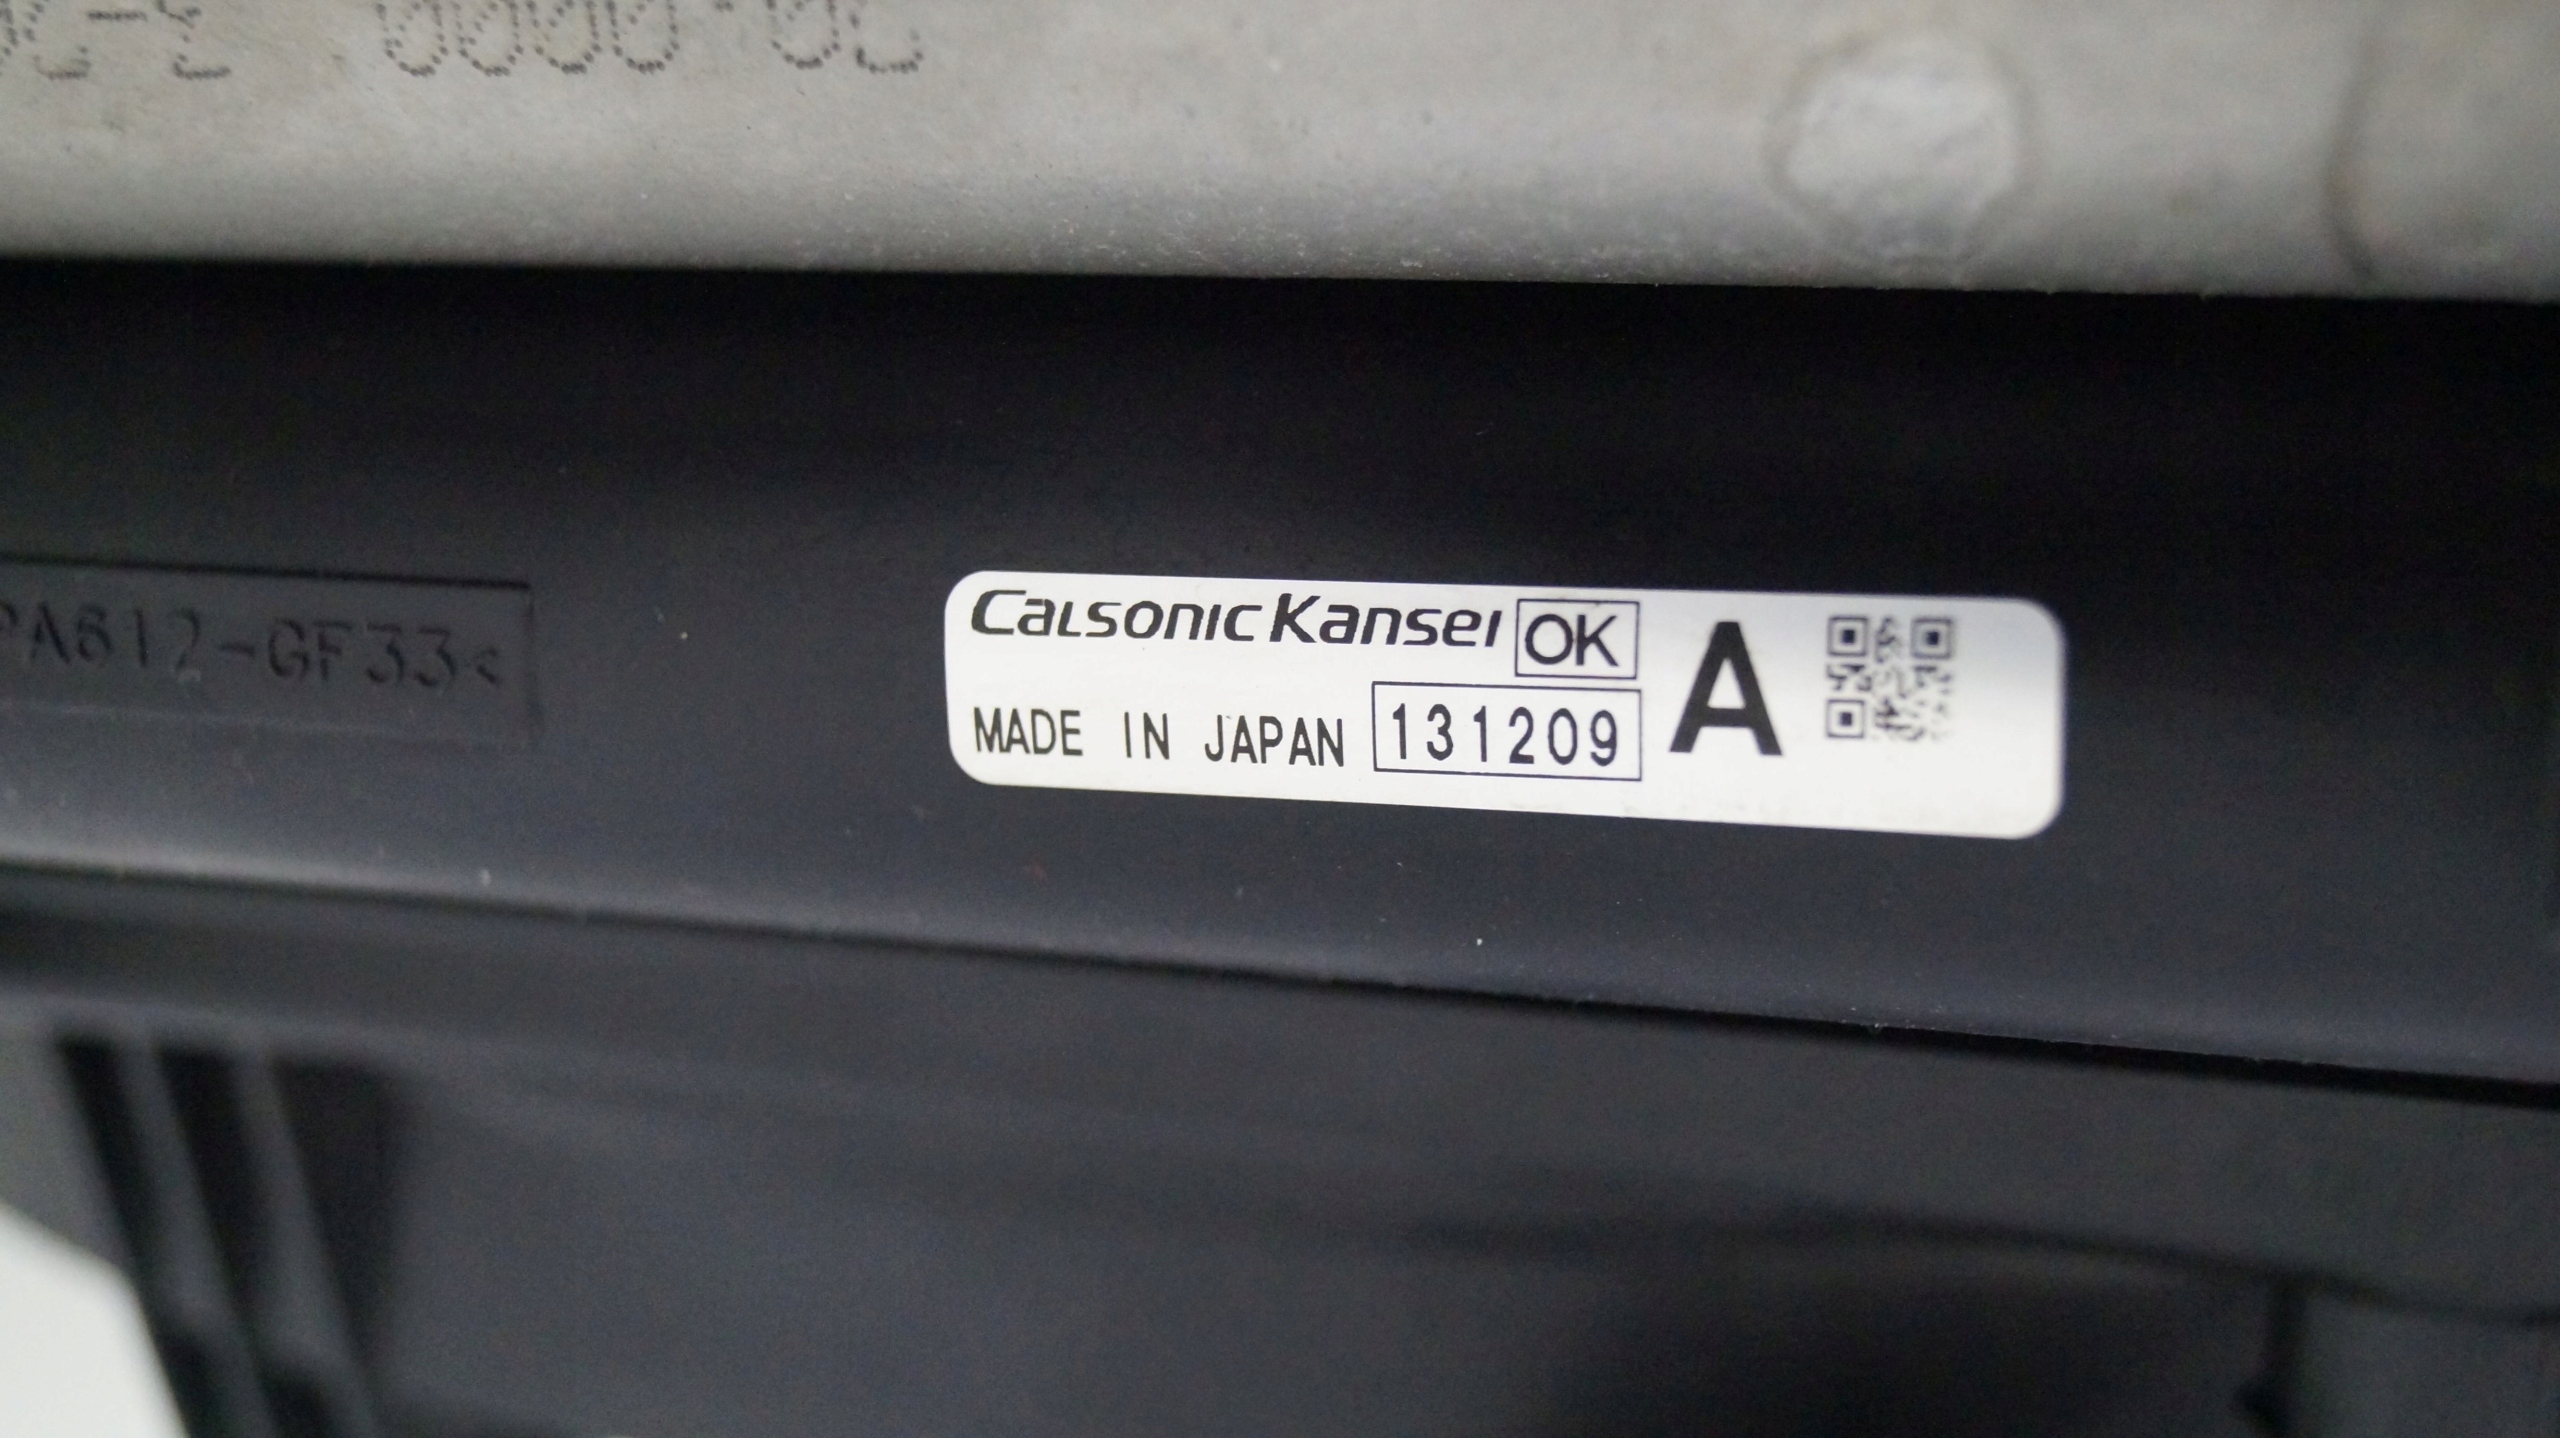 PA612-GF33<
CalsonicKansei OK A
MADE IN JAPAN 131209